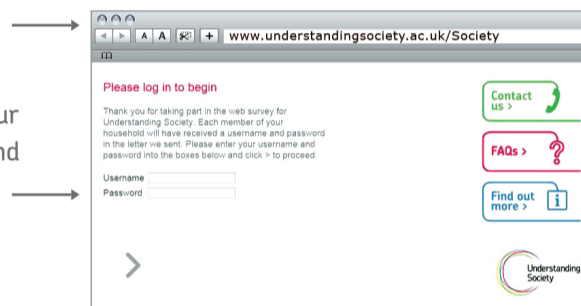 A A + www.understandingsociety.ac.uk/Society
Please log in to begin
Thank you for taking part in the web survey for
Understanding Society. Each member of your
household will have received a username and password
in the letter we sent. Please enter your username and
password into the boxes below and click > to proceed.
Username
Password
Contact
us >
FAQs >
Find out
more >
Understanding
Society